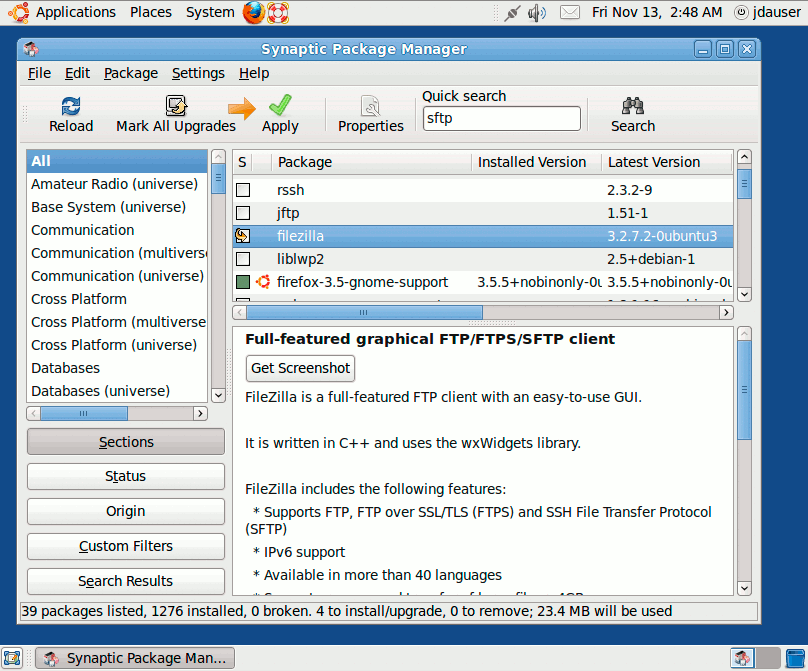 Applications Places System Fri Nov 13, 2:48 AM jdauser
Synaptic Package Manager
File Edit Package Settings Help
Reload Mark All Upgrades Apply Properties Quick search Search
sftp
All
Amateur Radio (universe)
Base System (universe)
Communication
Communication (multivers
Communication (universe)
Cross Platform
Cross Platform (multiverse
Cross Platform (universe)
Databases
Databases (universe)
Sections
Status
Origin
Custom Filters
Search Results
S Package Installed Version Latest Version
rssh 2.3.2-9
jftp 1.51-1
filezilla 3.2.7.2-0ubuntu3
liblwp2 2.5+debian-1
firefox-3.5-gnome-support 3.5.5+nobinonly-0u 3.5.5+nobinonly-0u
Full-featured graphical FTP/FTPS/SFTP client
Get Screenshot
FileZilla is a full-featured FTP client with an easy-to-use GUI.
It is written in C++ and uses the wxWidgets library.
FileZilla includes the following features:
* Supports FTP, FTP over SSL/TLS (FTPS) and SSH File Transfer Protocol
(SFTP)
* IPv6 support
* Available in more than 40 languages
39 packages listed, 1276 installed, 0 broken. 4 to install/upgrade, 0 to remove; 23.4 MB will be used
Synaptic Package Man...